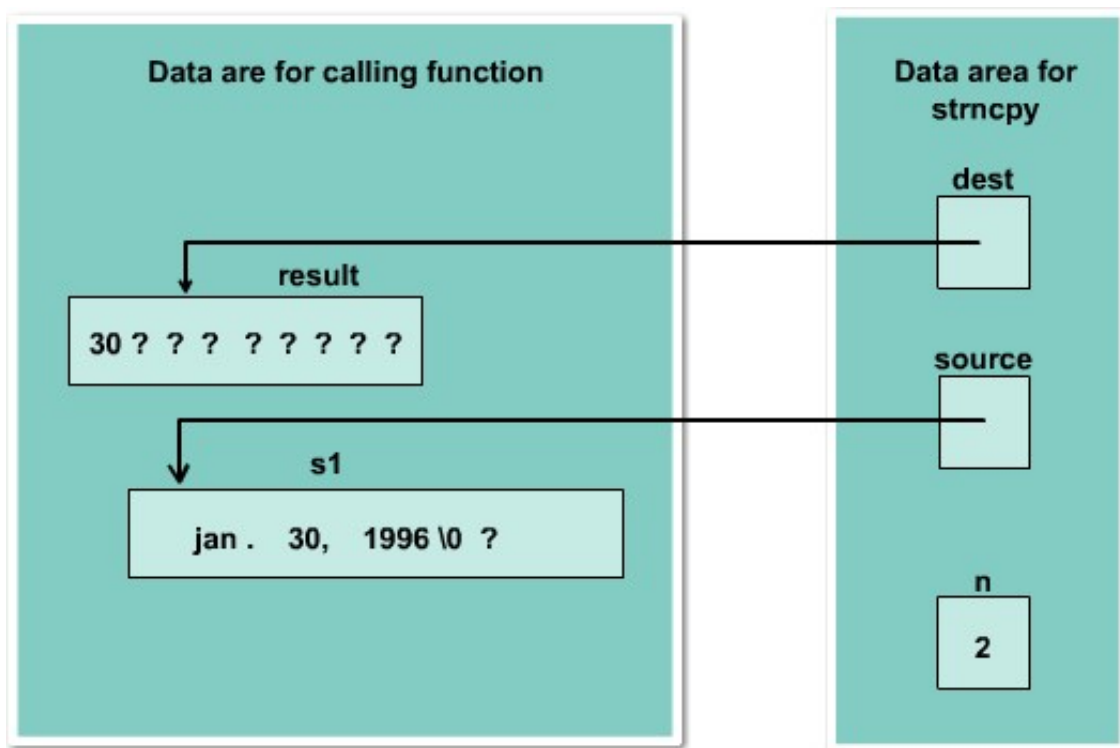 Data are for calling function
result
30 ? ? ? ? ? ? ? ?
s1
jan . 30, 1996 \0 ?
Data area for
strncpy
dest
source
n
2